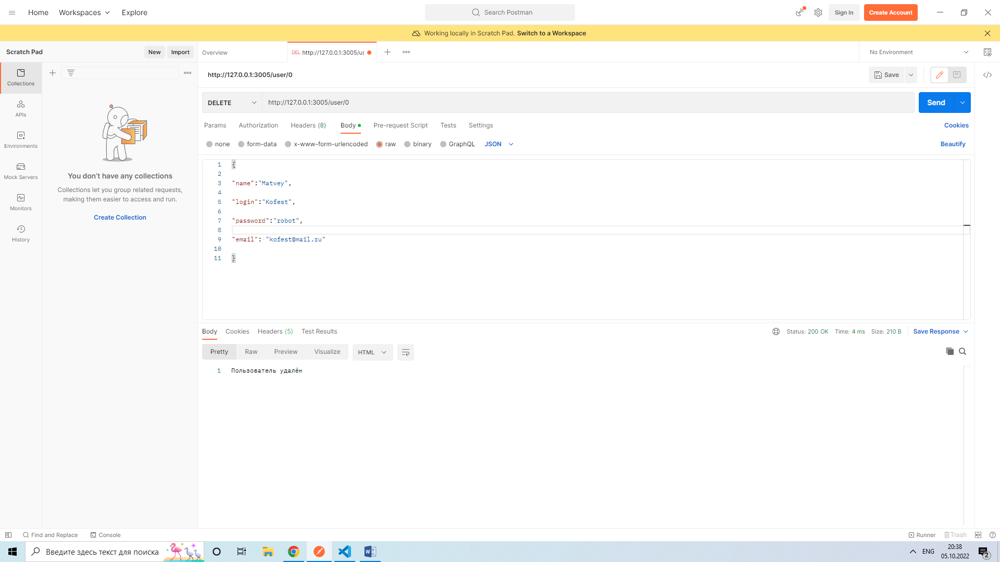 Home Workspaces Explore
Search Postman
Sign In
Create Account
Working locally in Scratch Pad. Switch to a Workspace
Scratch Pad
New
Import
Overview
DEL http://127.0.0.1:3005/us
No Environment
Collections
APIs
Environments
Mock Servers
Monitors
History
You don't have any collections
Collections let you group related requests,
making them easier to access and run.
Create Collection
http://127.0.0.1:3005/user/0
Save
DELETE
http://127.0.0.1:3005/user/0
Send
Params Authorization Headers (8) Body Pre-request Script Tests Settings
Cookies
none form-data x-www-form-urlencoded raw binary GraphQL JSON
Beautify
1 {
2
3 "name":"Matvey",
4
5 "login":"Kofest",
6
7 "password":"robot",
8
9 "email": "kofest@mail.ru"
10
11 }
Body Cookies Headers (5) Test Results
Status: 200 OK Time: 4 ms Size: 210 B
Save Response
Pretty Raw Preview Visualize
HTML
1 Пользователь удалён
Find and Replace
Console
Runner
Trash
Введите здесь текст для поиска
ENG
20:38
05.10.2022
2